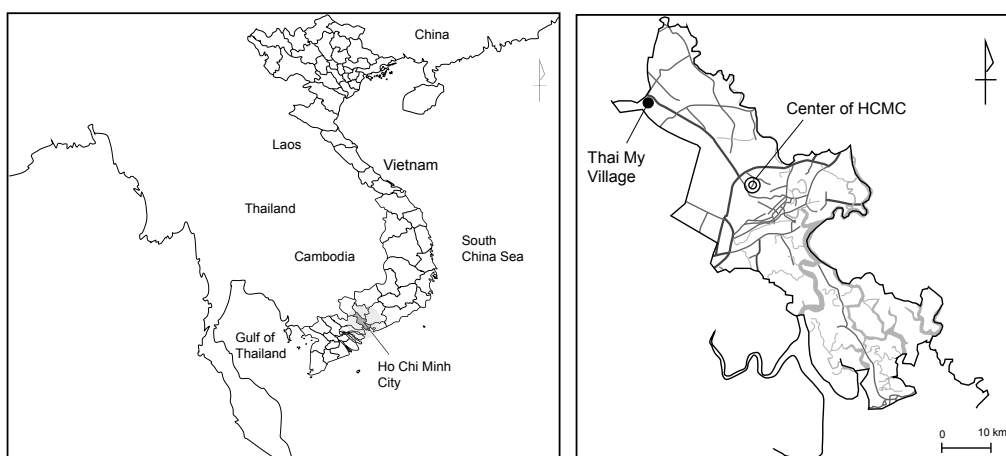 China
Laos
Vietnam
Thailand
South
China Sea
Cambodia
Gulf of
Thailand
Ho Chi Minh
City
Center of HCMC
Thai My
Village
0 10 km